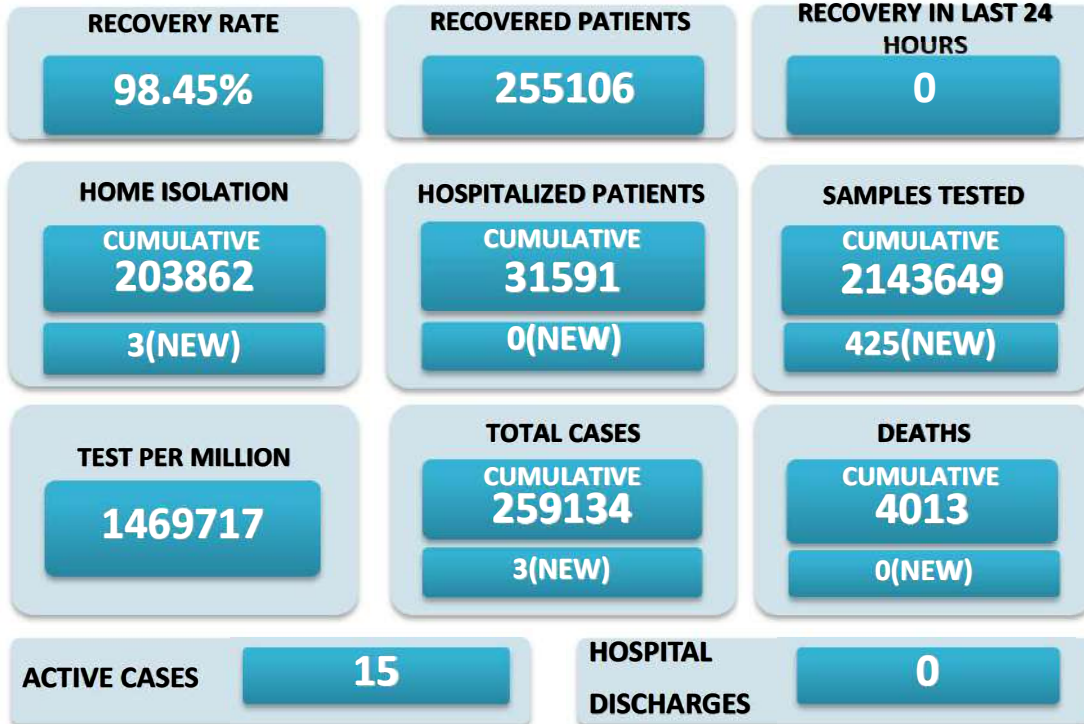 RECOVERY RATE
98.45%
RECOVERED PATIENTS
255106
RECOVERY IN LAST 24
HOURS
0
HOME ISOLATION
CUMULATIVE
203862
3(NEW)
HOSPITALIZED PATIENTS
CUMULATIVE
31591
0(NEW)
SAMPLES TESTED
CUMULATIVE
2143649
425(NEW)
TEST PER MILLION
1469717
TOTAL CASES
CUMULATIVE
259134
3(NEW)
DEATHS
CUMULATIVE
4013
0(NEW)
ACTIVE CASES
15
HOSPITAL
DISCHARGES
0